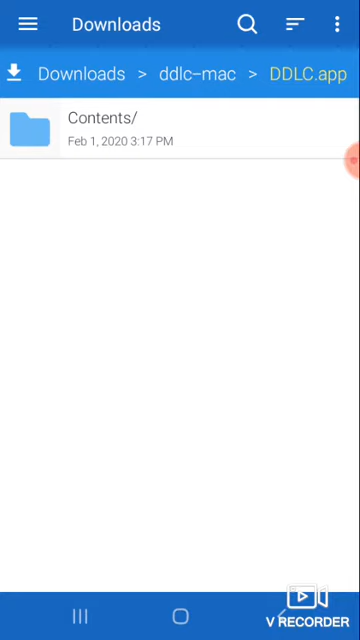 Downloads
Downloads > ddlc-mac > DDLC.app
Contents/
Feb 1, 2020 3:17 PM
V RECORDER